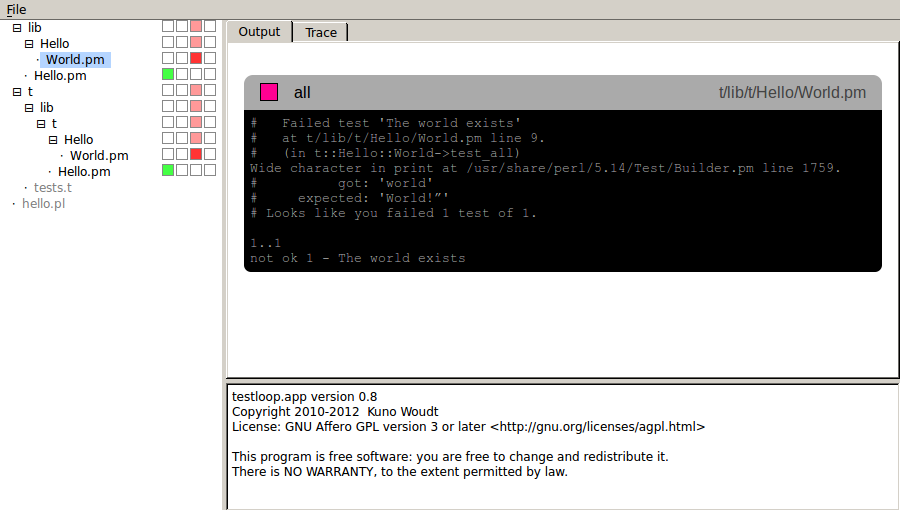 File
lib
Hello
World.pm
Hello.pm
t
lib
t
Hello
World.pm
Hello.pm
tests.t
hello.pl
Output Trace
all t/lib/t/Hello/World.pm
#   Failed test 'The world exists'
#   at t/lib/t/Hello/World.pm line 9.
#   (in t::Hello::World->test_all)
Wide character in print at /usr/share/perl/5.14/Test/Builder.pm line 1759.
#          got: 'world'
#     expected: 'World!”'
# Looks like you failed 1 test of 1.
1..1
not ok 1 - The world exists
testloop.app version 0.8
Copyright 2010-2012  Kuno Woudt
License: GNU Affero GPL version 3 or later <http://gnu.org/licenses/agpl.html>
This program is free software: you are free to change and redistribute it.
There is NO WARRANTY, to the extent permitted by law.